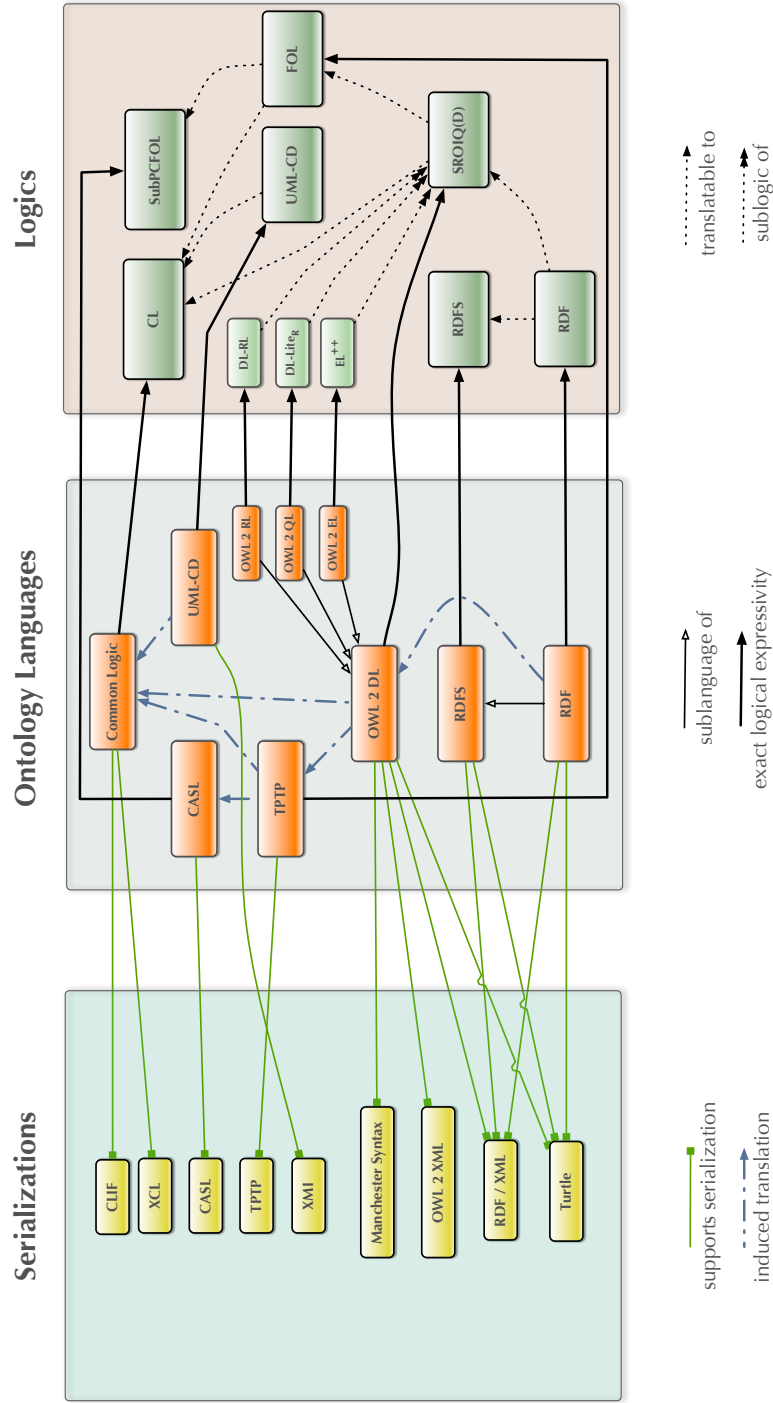 Serializations
Ontology Languages
Logics
CLIF
XCL
CASL
TPTP
XMI
Manchester Syntax
OWL 2 XML
RDF / XML
Turtle
Common Logic
UML-CD
CASL
OWL 2 RL
TPTP
OWL 2 QL
OWL 2 EL
OWL 2 DL
RDFS
RDF
CL
SubPCFOL
UML-CD
FOL
DL-RL
DL-LiteR
EL++
SROIQ(D)
RDFS
RDF
supports serialization
induced translation
sublanguage of
exact logical expressivity
translatable to
sublogic of